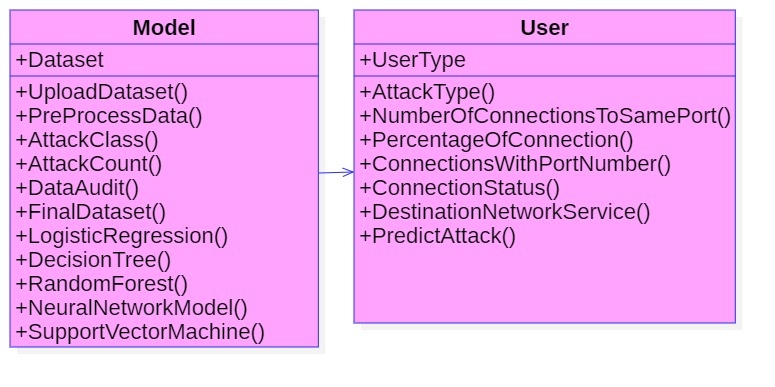 Model
+Dataset
+UploadDataset()
+PreProcessData()
+AttackClass()
+AttackCount()
+DataAudit()
+FinalDataset()
+LogisticRegression()
+DecisionTree()
+RandomForest()
+NeuralNetworkModel()
+SupportVectorMachine()
User
+UserType
+AttackType()
+NumberOfConnectionsToSamePort()
+PercentageOfConnection()
+ConnectionsWithPortNumber()
+ConnectionStatus()
+DestinationNetworkService()
+PredictAttack()